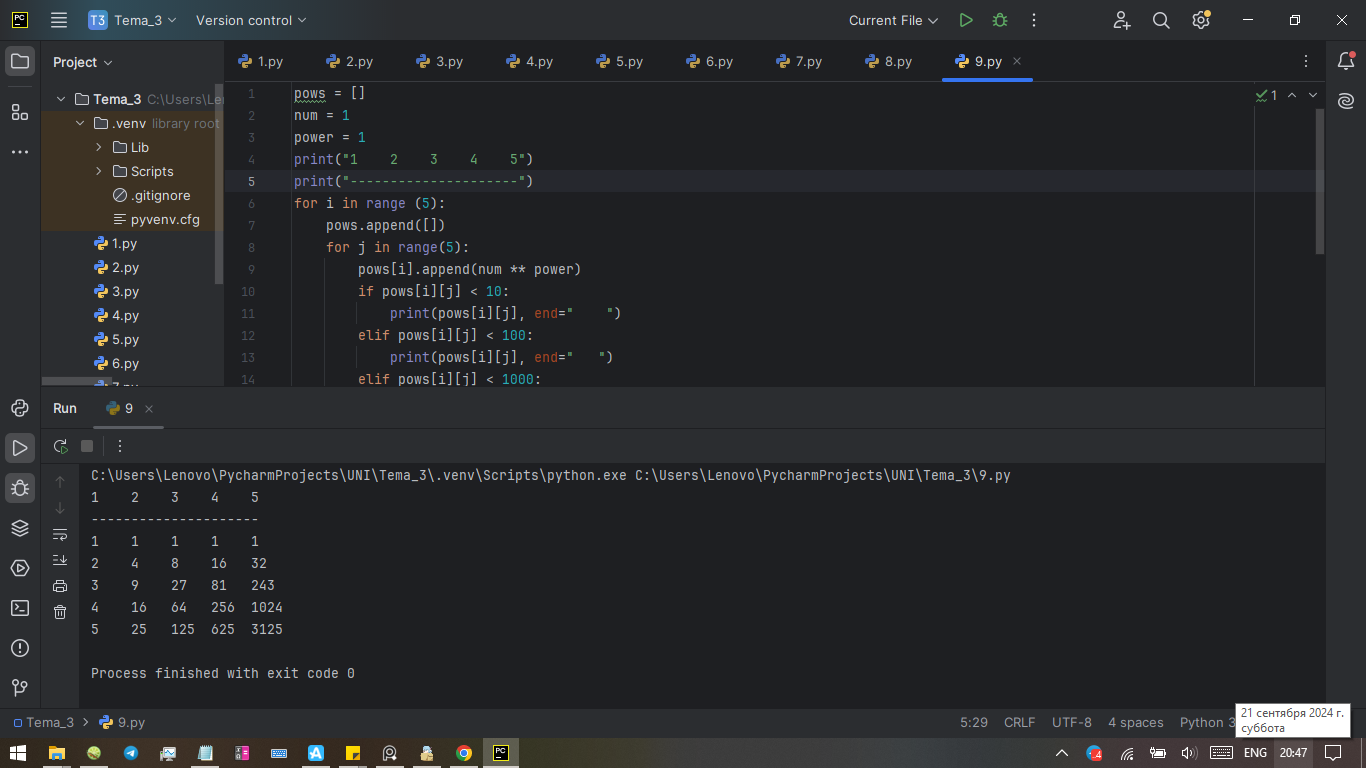 PC T3 Tema_3 Version control Current File
Project 1.py 2.py 3.py 4.py 5.py 6.py 7.py 8.py 9.py
Tema_3 C:\Users\Le
.venv library root
Lib
Scripts
.gitignore
pyvenv.cfg
1.py
2.py
3.py
4.py
5.py
6.py
7.py
1 pows = []
2 num = 1
3 power = 1
4 print("1    2    3    4    5")
5 print("---------------------")
6 for i in range (5):
7     pows.append([])
8     for j in range(5):
9         pows[i].append(num ** power)
10         if pows[i][j] < 10:
11             print(pows[i][j], end="    ")
12         elif pows[i][j] < 100:
13             print(pows[i][j], end="   ")
14         elif pows[i][j] < 1000:
1
Run 9
C:\Users\Lenovo\PycharmProjects\UNI\Tema_3\.venv\Scripts\python.exe C:\Users\Lenovo\PycharmProjects\UNI\Tema_3\9.py
1    2    3    4    5
---------------------
1    1    1    1    1
2    4    8    16   32
3    9    27   81   243
4    16   64   256  1024
5    25   125  625  3125
Process finished with exit code 0
Tema_3 > 9.py 5:29 CRLF UTF-8 4 spaces Python 3
21 сентября 2024 г.
суббота
PC 4 ENG 20:47